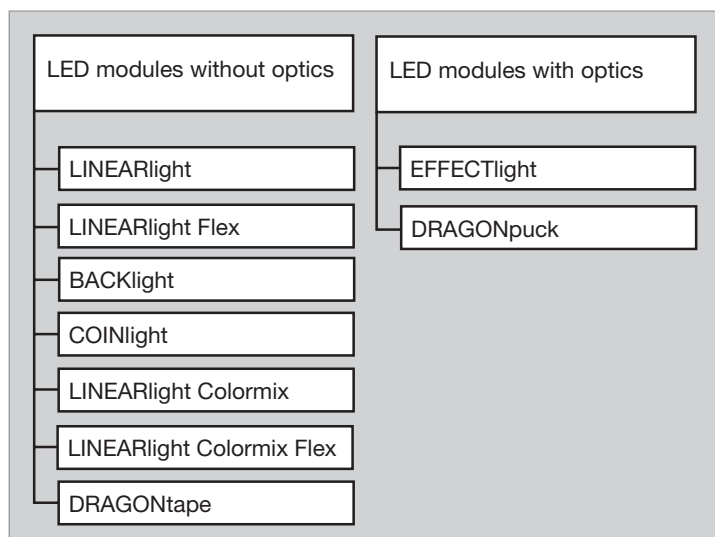 LED modules without optics
LINEARlight
LINEARlight Flex
BACKlight
COINlight
LINEARlight Colormix
LINEARlight Colormix Flex
DRAGONtape
LED modules with optics
EFFECTlight
DRAGONpuck